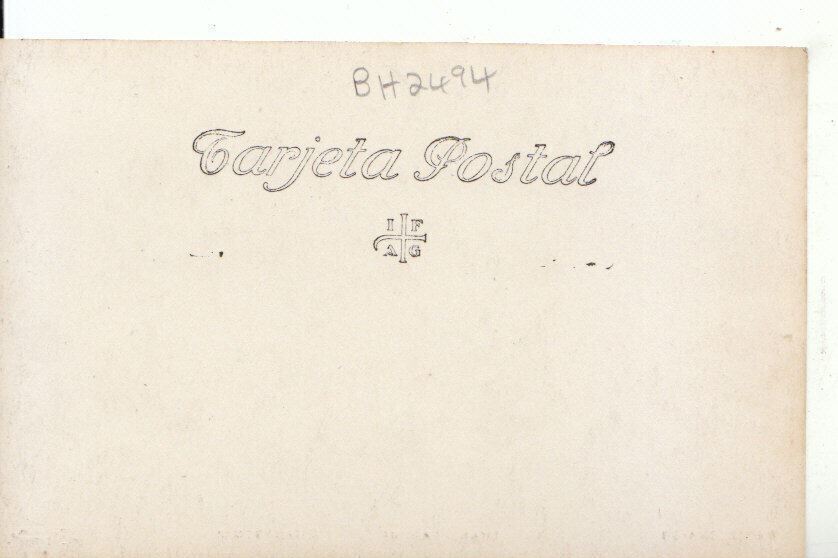 BH2494
Tarjeta Postal
I F
A G